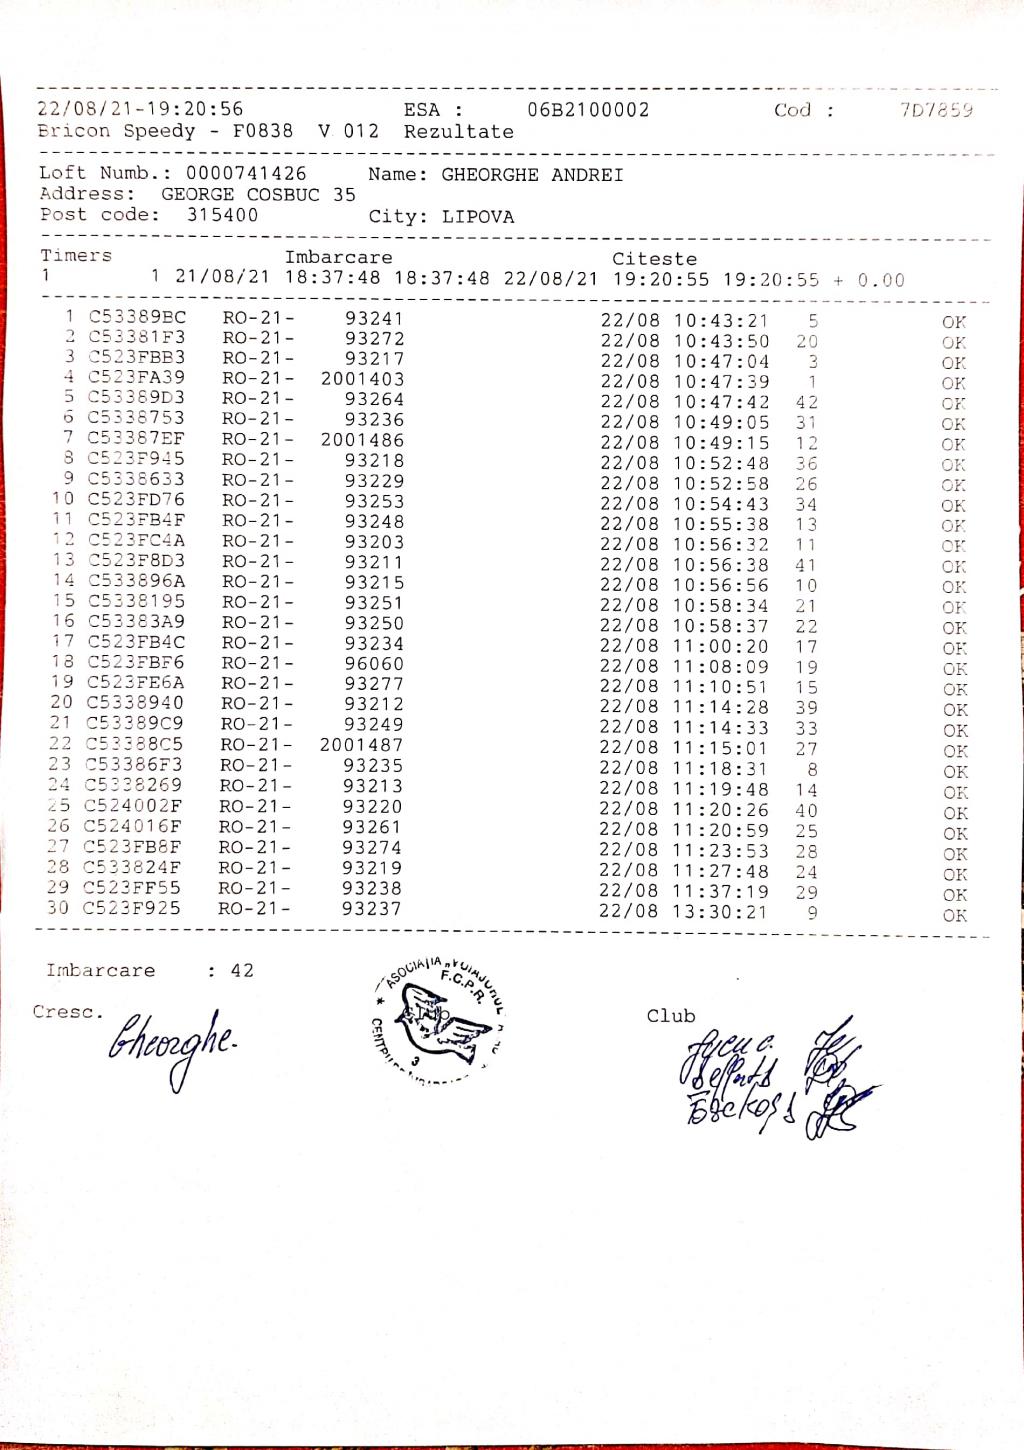 22/08/21-19:20:56 ESA : 06B2100002 Cod : 7D7859
Bricon Speedy - F0838 V 012 Rezultate
Loft Numb.: 0000741426 Name: GHEORGHE ANDREI
Address: GEORGE COSBUC 35
Post code: 315400 City: LIPOVA
Timers Imbarcare Citeste
1 1 21/08/21 18:37:48 18:37:48 22/08/21 19:20:55 19:20:55 + 0.00
1 C53389BC RO-21- 93241 22/08 10:43:21 5 OK
2 C53381F3 RO-21- 93272 22/08 10:43:50 20 OK
3 C523FBB3 RO-21- 93217 22/08 10:47:04 3 OK
4 C523FA39 RO-21- 2001403 22/08 10:47:39 1 OK
5 C53389D3 RO-21- 93264 22/08 10:47:42 42 OK
6 C5338753 RO-21- 93236 22/08 10:49:05 31 OK
7 C53387EF RO-21- 2001486 22/08 10:49:15 12 OK
8 C523F945 RO-21- 93218 22/08 10:52:48 36 OK
9 C5338633 RO-21- 93229 22/08 10:52:58 26 OK
10 C523FD76 RO-21- 93253 22/08 10:54:43 34 OK
11 C523FB4F RO-21- 93248 22/08 10:55:38 13 OK
12 C523FC4A RO-21- 93203 22/08 10:56:32 11 OK
13 C523F8D3 RO-21- 93211 22/08 10:56:38 41 OK
14 C533896A RO-21- 93215 22/08 10:56:56 10 OK
15 C5338195 RO-21- 93251 22/08 10:58:34 21 OK
16 C53383A9 RO-21- 93250 22/08 10:58:37 22 OK
17 C523FB4C RO-21- 93234 22/08 11:00:20 17 OK
18 C523FBF6 RO-21- 96060 22/08 11:08:09 19 OK
19 C523FE6A RO-21- 93277 22/08 11:10:51 15 OK
20 C5338940 RO-21- 93212 22/08 11:14:28 39 OK
21 C53389C9 RO-21- 93249 22/08 11:14:33 33 OK
22 C53388C5 RO-21- 2001487 22/08 11:15:01 27 OK
23 C53386F3 RO-21- 93235 22/08 11:18:31 8 OK
24 C5338269 RO-21- 93213 22/08 11:19:48 14 OK
25 C524002F RO-21- 93220 22/08 11:20:26 40 OK
26 C524016F RO-21- 93261 22/08 11:20:59 25 OK
27 C523FB8F RO-21- 93274 22/08 11:23:53 28 OK
28 C533824F RO-21- 93219 22/08 11:27:48 24 OK
29 C523FF55 RO-21- 93238 22/08 11:37:19 29 OK
30 C523F925 RO-21- 93237 22/08 13:30:21 9 OK
Imbarcare : 42
ASOCIAȚIA
F.C.P.R.
3
Cresc. Club
Gheorghe.